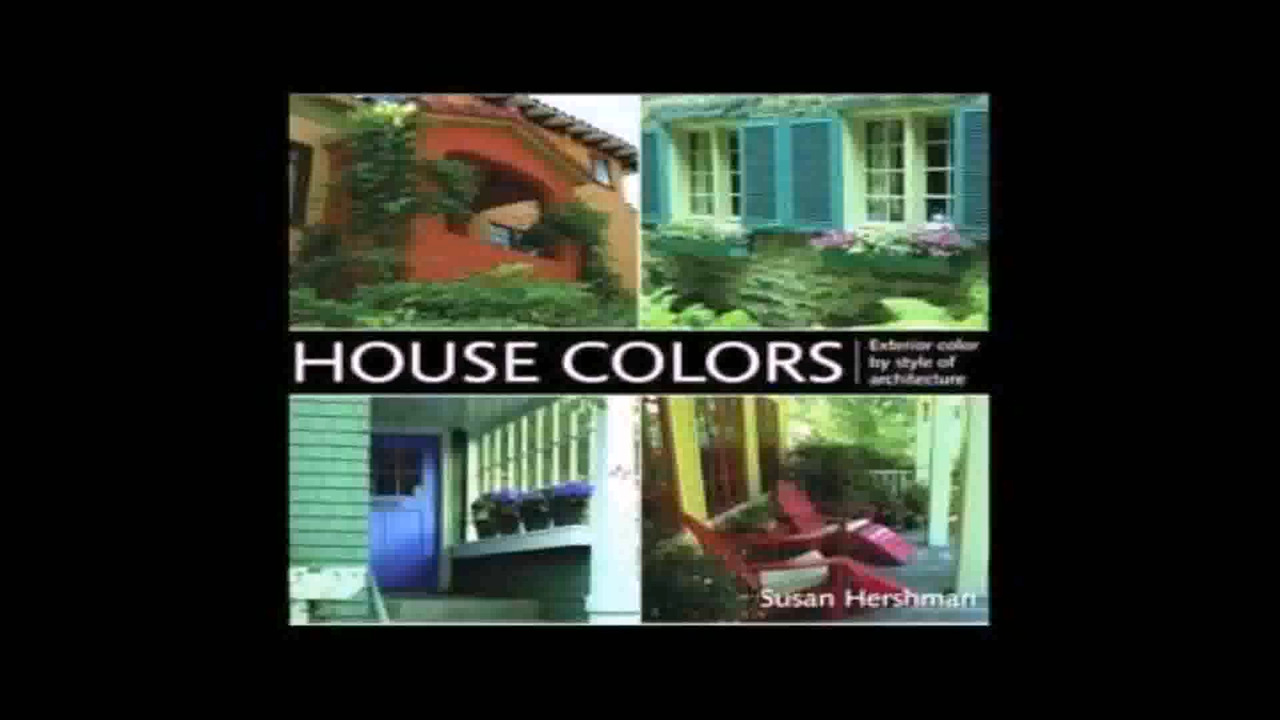 HOUSE COLORS
Exterior color
by style of
architecture
Susan Hershman